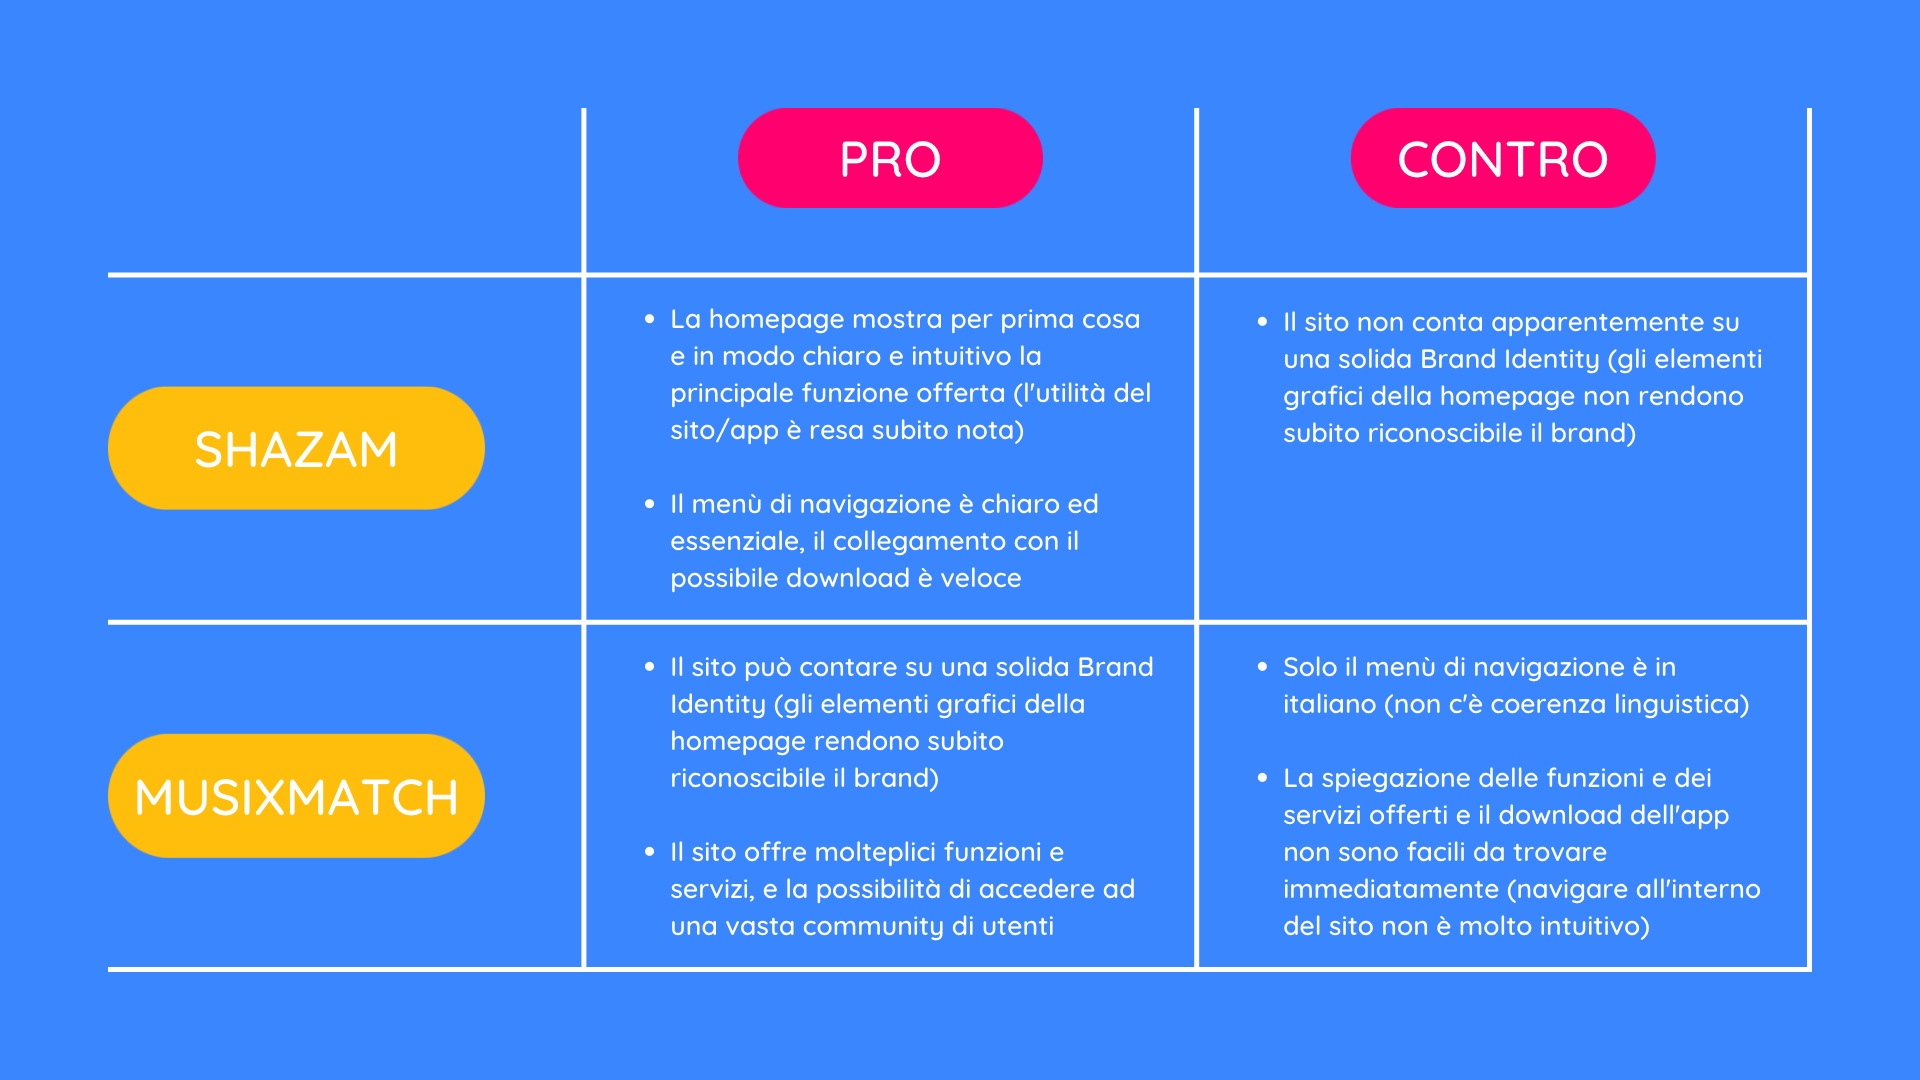 PRO
CONTRO
SHAZAM
• La homepage mostra per prima cosa
e in modo chiaro e intuitivo la
principale funzione offerta (l'utilità del
sito/app è resa subito nota)
• Il menù di navigazione è chiaro ed
essenziale, il collegamento con il
possibile download è veloce
• Il sito non conta apparentemente su
una solida Brand Identity (gli elementi
grafici della homepage non rendono
subito riconoscibile il brand)
MUSIXMATCH
• Il sito può contare su una solida Brand
Identity (gli elementi grafici della
homepage rendono subito
riconoscibile il brand)
• Il sito offre molteplici funzioni e
servizi, e la possibilità di accedere ad
una vasta community di utenti
• Solo il menù di navigazione è in
italiano (non c'è coerenza linguistica)
• La spiegazione delle funzioni e dei
servizi offerti e il download dell'app
non sono facili da trovare
immediatamente (navigare all'interno
del sito non è molto intuitivo)